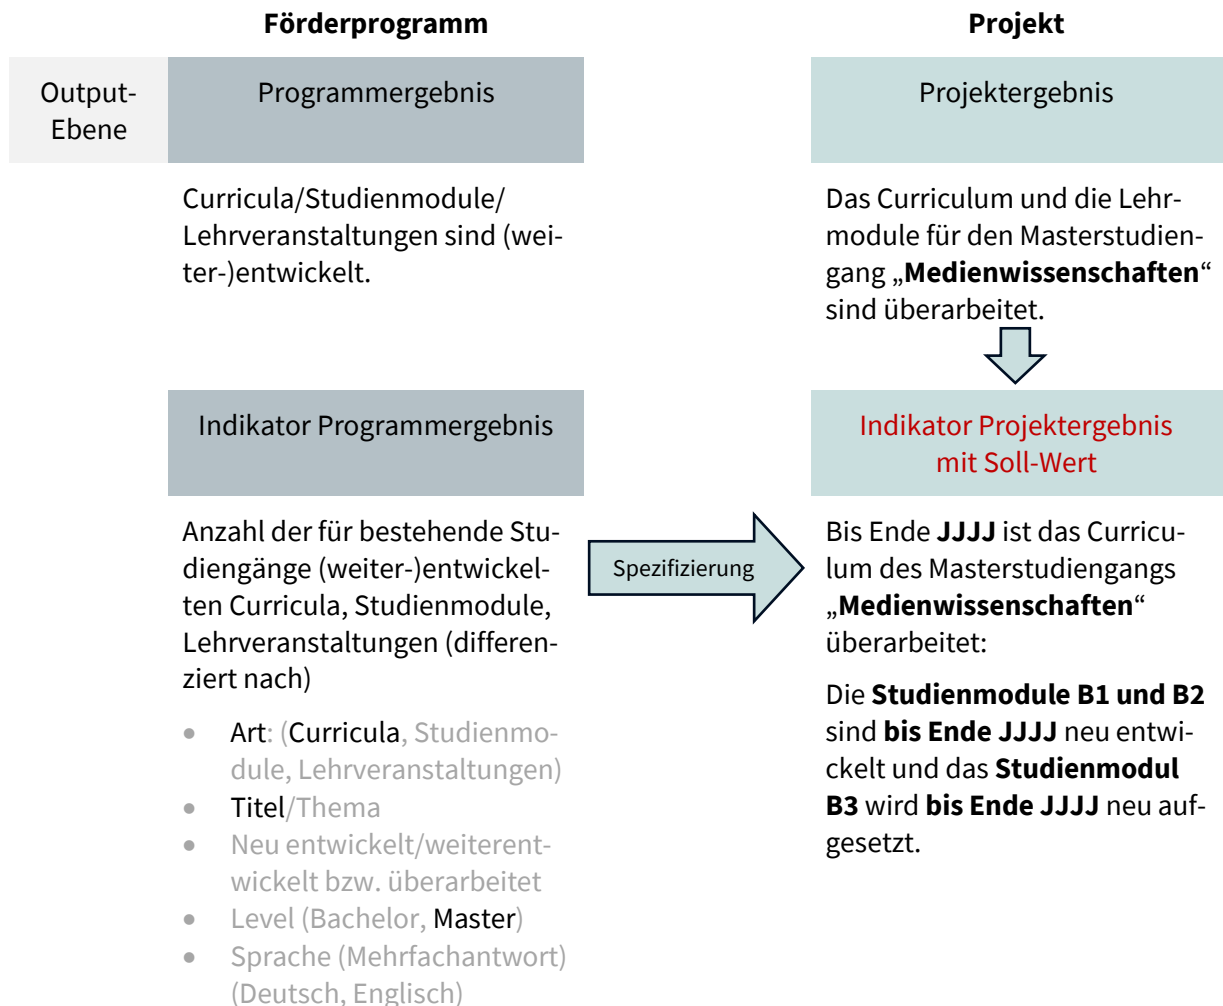 Förderprogramm
Projekt
Output-
Ebene
Programmergebnis
Projektergebnis
Curricula/Studienmodule/
Lehrveranstaltungen sind (wei-
ter-)entwickelt.
Das Curriculum und die Lehr-
module für den Masterstudien-
gang „Medienwissenschaften“
sind überarbeitet.
Indikator Programmergebnis
Indikator Projektergebnis
mit Soll-Wert
Anzahl der für bestehende Stu-
diengänge (weiter-)entwickel-
ten Curricula, Studienmodule,
Lehrveranstaltungen (differen-
ziert nach)
• Art: (Curricula, Studienmo-
dule, Lehrveranstaltungen)
• Titel/Thema
• Neu entwickelt/weiterent-
wickelt bzw. überarbeitet
• Level (Bachelor, Master)
• Sprache (Mehrfachantwort)
(Deutsch, Englisch)
Spezifizierung
Bis Ende JJJJ ist das Curricu-
lum des Masterstudiengangs
„Medienwissenschaften“
überarbeitet:
Die Studienmodule B1 und B2
sind bis Ende JJJJ neu entwi-
ckelt und das Studienmodul
B3 wird bis Ende JJJJ neu auf-
gesetzt.